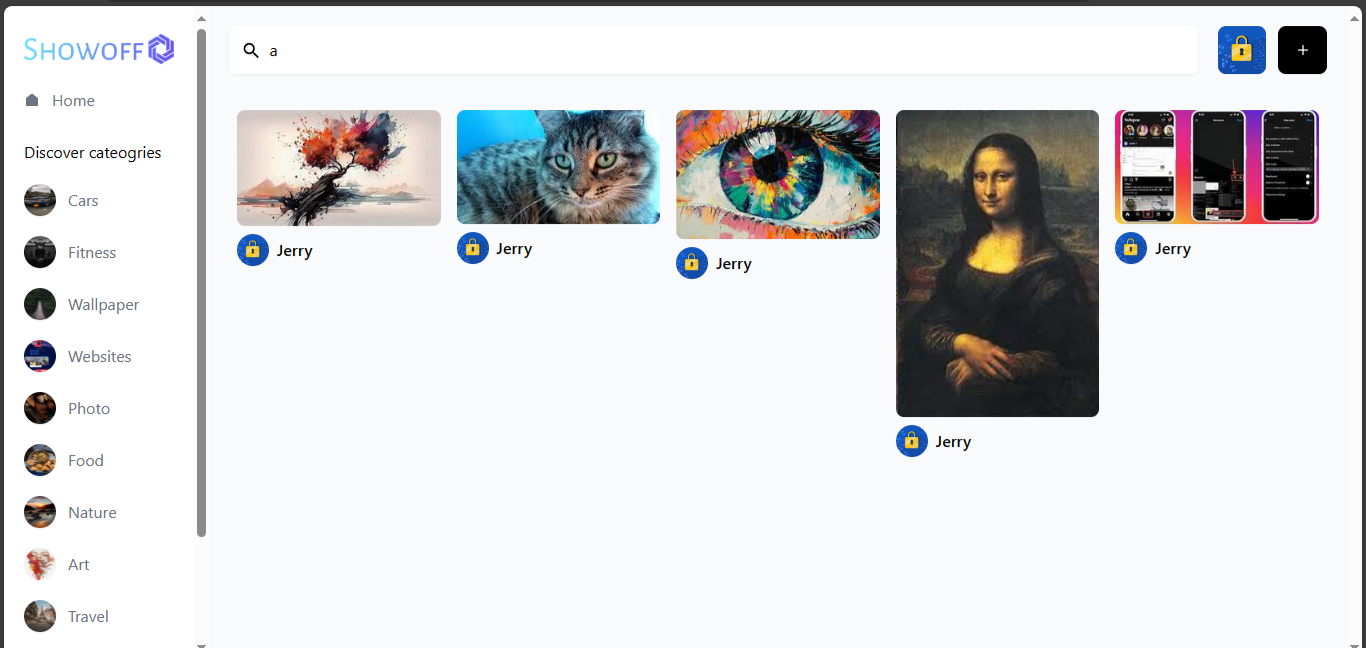 SHOWOFF
a
+
Home
Discover cateogries
Cars
Fitness
Wallpaper
Websites
Photo
Food
Nature
Art
Travel
Jerry
Jerry
Jerry
Jerry
Jerry